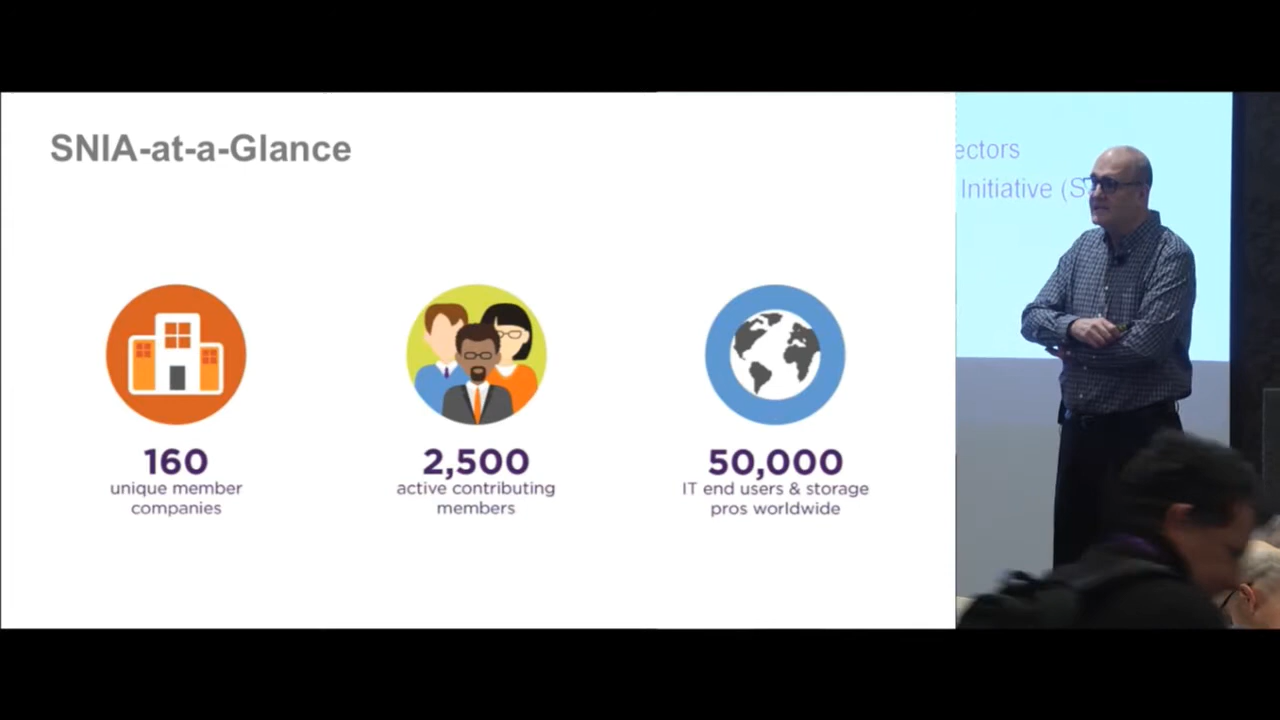 SNIA-at-a-Glance
160
unique member
companies
2,500
active contributing
members
50,000
IT end users & storage
pros worldwide
Initiative (S